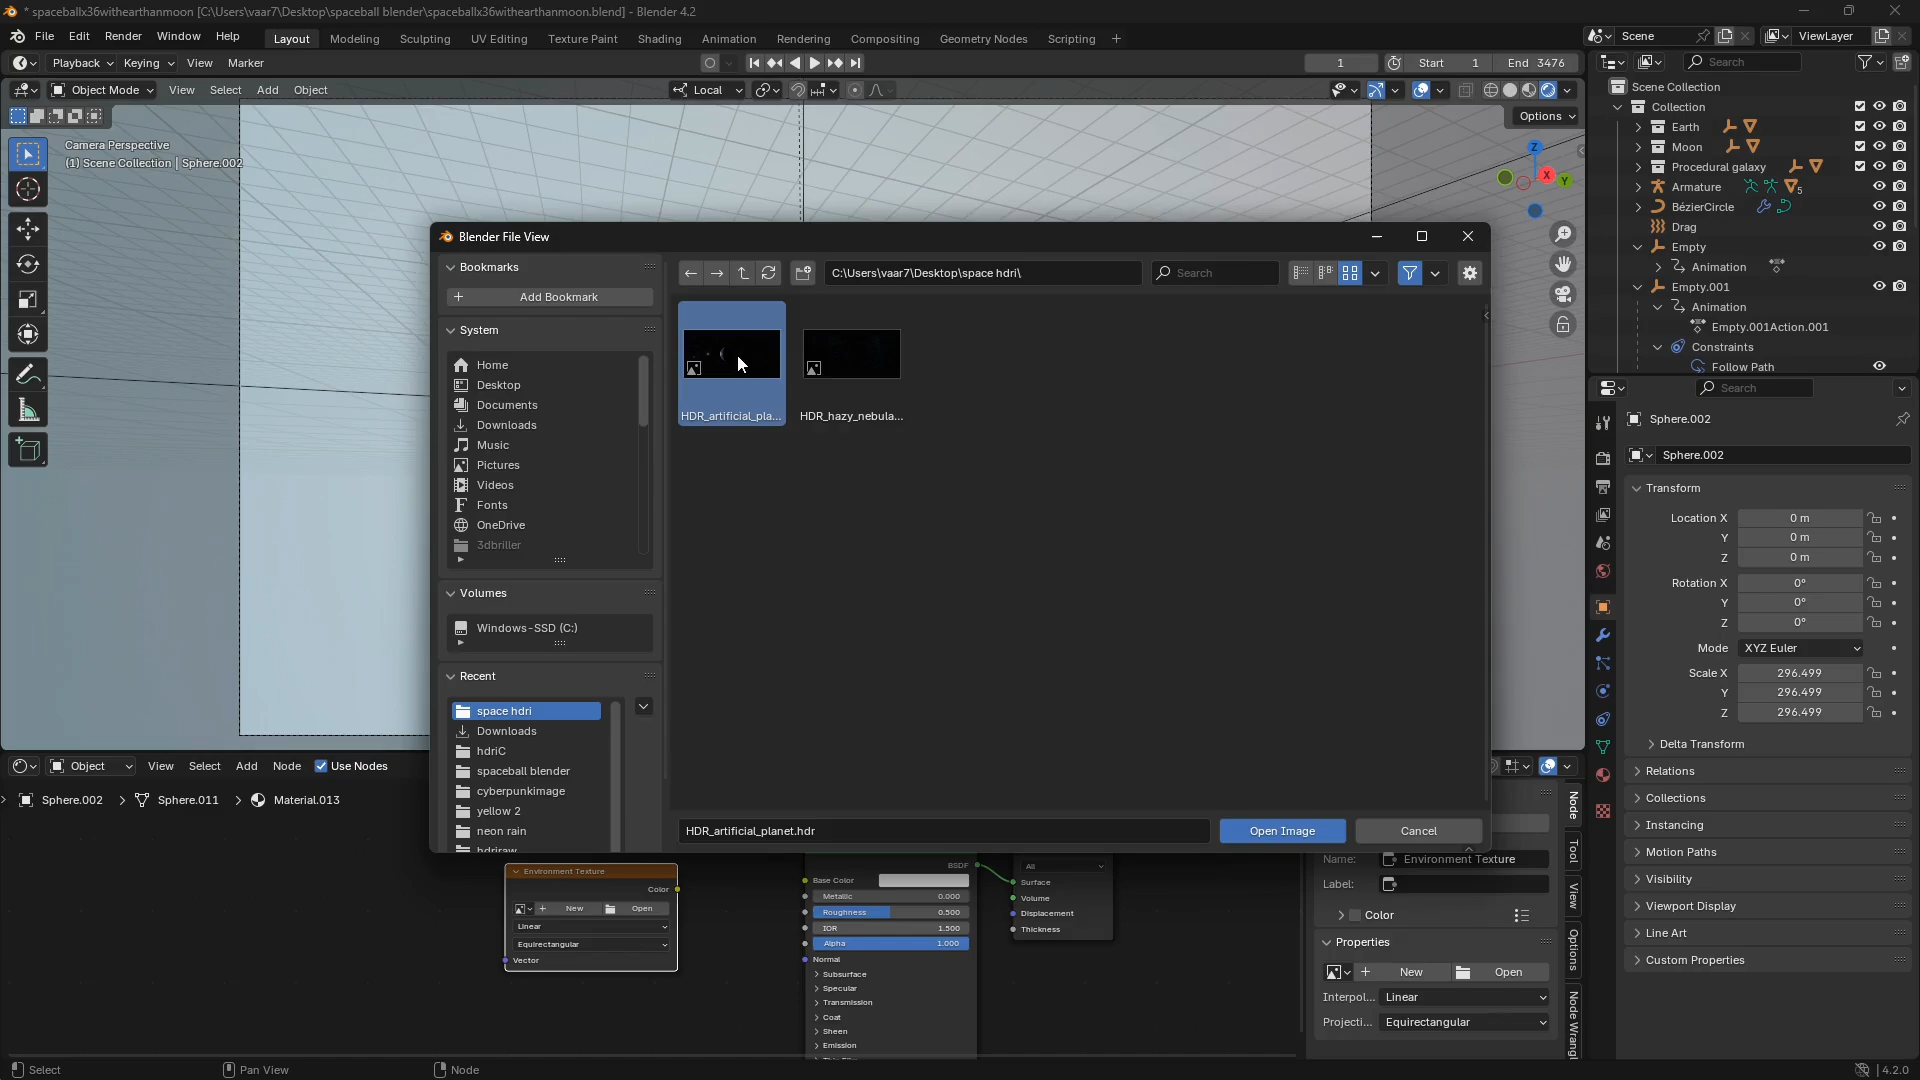 * spaceballx36withearthanmoon [C:\Users\vaar7\Desktop\spaceball blender\spaceballx36withearthanmoon.blend] - Blender 4.2
File Edit Render Window Help Layout Modeling Sculpting UV Editing Texture Paint Shading Animation Rendering Compositing Geometry Nodes Scripting + Scene ViewLayer
Playback Keying View Marker 1 Start 1 End 3476 Search
Object Mode View Select Add Object Local
Options
Camera Perspective
(1) Scene Collection | Sphere.002
Z
X
Y
Scene Collection
Collection
Earth
Moon
Procedural galaxy
Armature 5
BézierCircle
Drag
Empty
Animation
Empty.001
Animation
Empty.001Action.001
Constraints
Follow Path
Blender File View
Bookmarks
Add Bookmark
System
Home
Desktop
Documents
Downloads
Music
Pictures
Videos
Fonts
OneDrive
3dbriller
Volumes
Windows-SSD (C:)
Recent
space hdri
Downloads
hdriC
spaceball blender
cyberpunkimage
yellow 2
neon rain
hdriraw
C:\Users\vaar7\Desktop\space hdri\
Search
HDR_artificial_pla...
HDR_hazy_nebula...
HDR_artificial_planet.hdr
Open Image
Cancel
Search
Sphere.002
Sphere.002
Transform
Location X 0 m
Y 0 m
Z 0 m
Rotation X 0°
Y 0°
Z 0°
Mode XYZ Euler
Scale X 296.499
Y 296.499
Z 296.499
Delta Transform
Relations
Collections
Instancing
Motion Paths
Visibility
Viewport Display
Line Art
Custom Properties
Object View Select Add Node Use Nodes
Sphere.002 Sphere.011 Material.013
Environment Texture
Color
New Open
Linear
Equirectangular
Vector
BSDF
Base Color
Metallic 0.000
Roughness 0.500
IOR 1.500
Alpha 1.000
Normal
Subsurface
Specular
Transmission
Coat
Sheen
Emission
All
Surface
Volume
Displacement
Thickness
Name: Environment Texture
Label:
Color
Properties
New Open
Interpol... Linear
Projecti... Equirectangular
Node
Tool
View
Options
Node Wrangl
Select Pan View Node 4.2.0